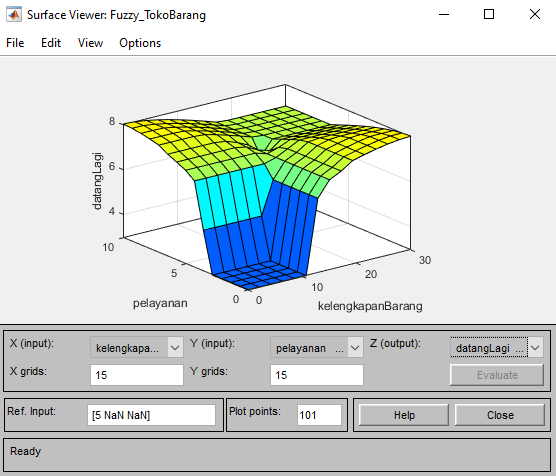 Surface Viewer: Fuzzy_TokoBarang
File Edit View Options
8
6
4
datangLagi
10
5
0
pelayanan
0
10
20
30
kelengkapanBarang
X (input): kelengkapa... Y (input): pelayanan ... Z (output): datangLagi ...
X grids: 15 Y grids: 15 Evaluate
Ref. Input: [5 NaN NaN] Plot points: 101 Help Close
Ready